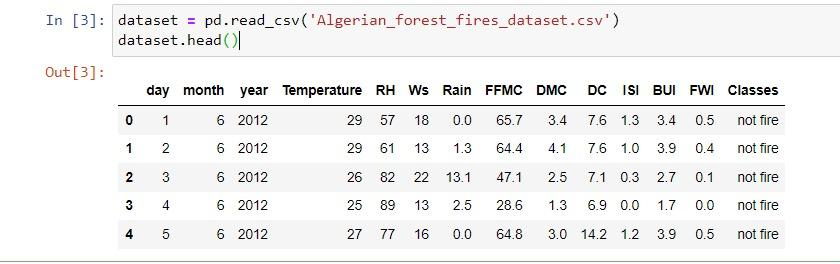 In [3]: dataset = pd.read_csv('Algerian_forest_fires_dataset.csv')
dataset.head()
Out[3]:
day month year Temperature RH Ws Rain FFMC DMC DC ISI BUI FWI Classes
0 1 6 2012 29 57 18 0.0 65.7 3.4 7.6 1.3 3.4 0.5 not fire
1 2 6 2012 29 61 13 1.3 64.4 4.1 7.6 1.0 3.9 0.4 not fire
2 3 6 2012 26 82 22 13.1 47.1 2.5 7.1 0.3 2.7 0.1 not fire
3 4 6 2012 25 89 13 2.5 28.6 1.3 6.9 0.0 1.7 0.0 not fire
4 5 6 2012 27 77 16 0.0 64.8 3.0 14.2 1.2 3.9 0.5 not fire